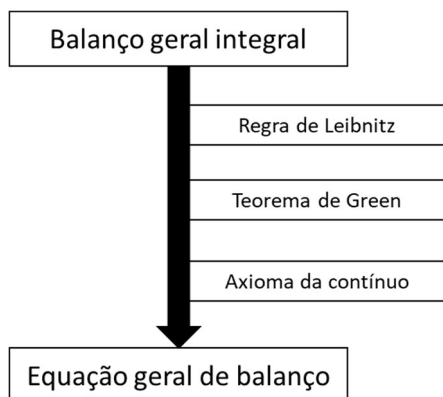 Balanço geral integral
Regra de Leibnitz
Teorema de Green
Axioma da contínuo
Equação geral de balanço